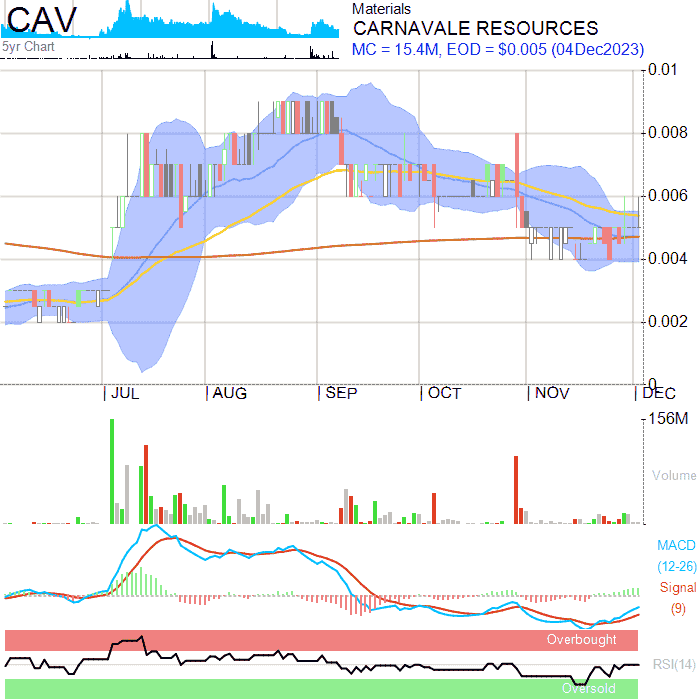 CAV
5yr Chart
Materials
CARNAVALE RESOURCES
MC = 15.4M, EOD = $0.005 (04Dec2023)
0.01
0.008
0.006
0.004
0.002
0
JUL AUG SEP OCT NOV DEC
156M
Volume
MACD
(12-26)
Signal
(9)
Overbought
RSI(14)
Oversold